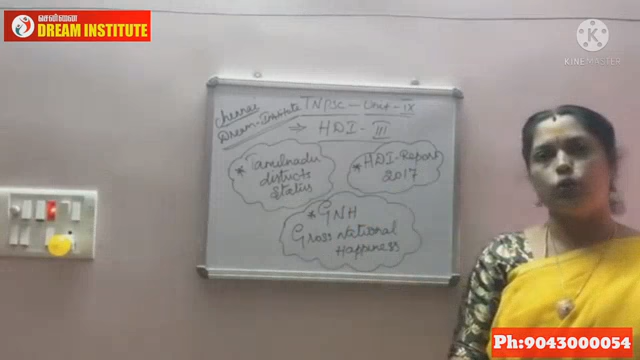 சென்னை
DREAM INSTITUTE
KINEMASTER
Chennai
Dream-Institute
TNPSC - Unit - IX
⇒ HDI - III
* Tamilnadu
districts
Status
* HDI-Report
2017
* GNH
Gross National
Happiness
Ph:9043000054